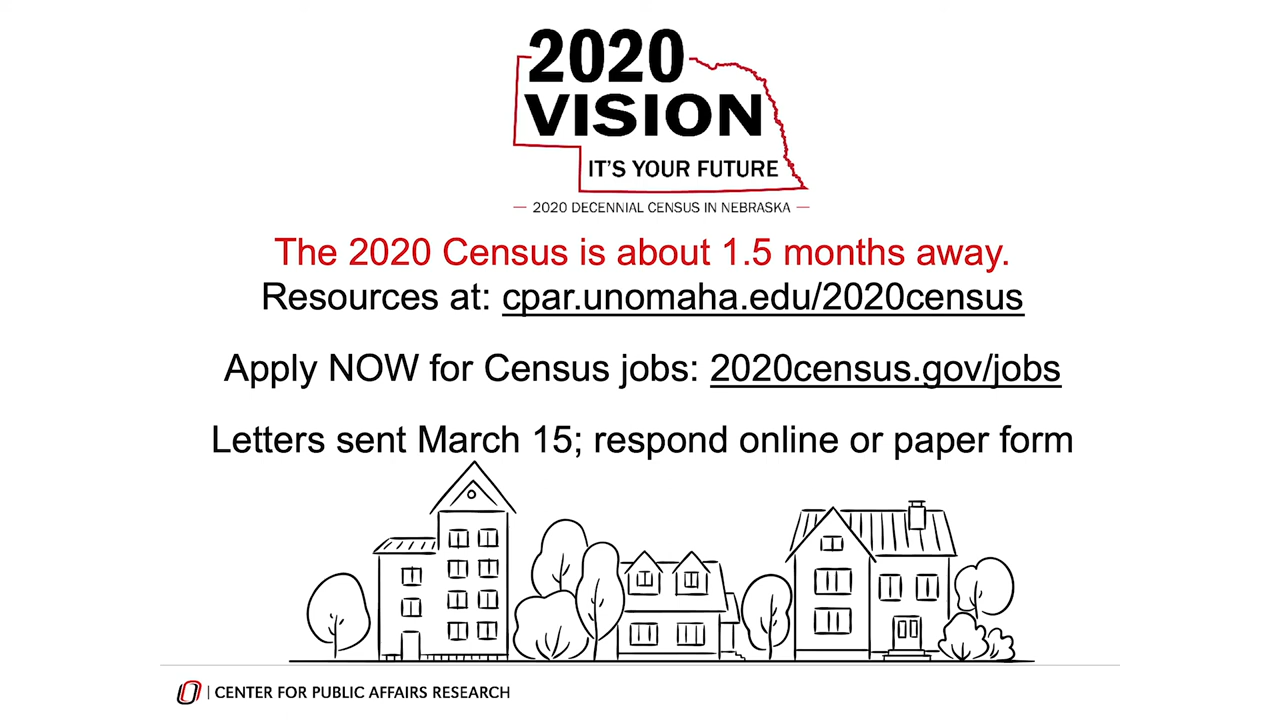 2020
VISION
IT'S YOUR FUTURE
— 2020 DECENNIAL CENSUS IN NEBRASKA —
The 2020 Census is about 1.5 months away.
Resources at: cpar.unomaha.edu/2020census
Apply NOW for Census jobs: 2020census.gov/jobs
Letters sent March 15; respond online or paper form
O | CENTER FOR PUBLIC AFFAIRS RESEARCH